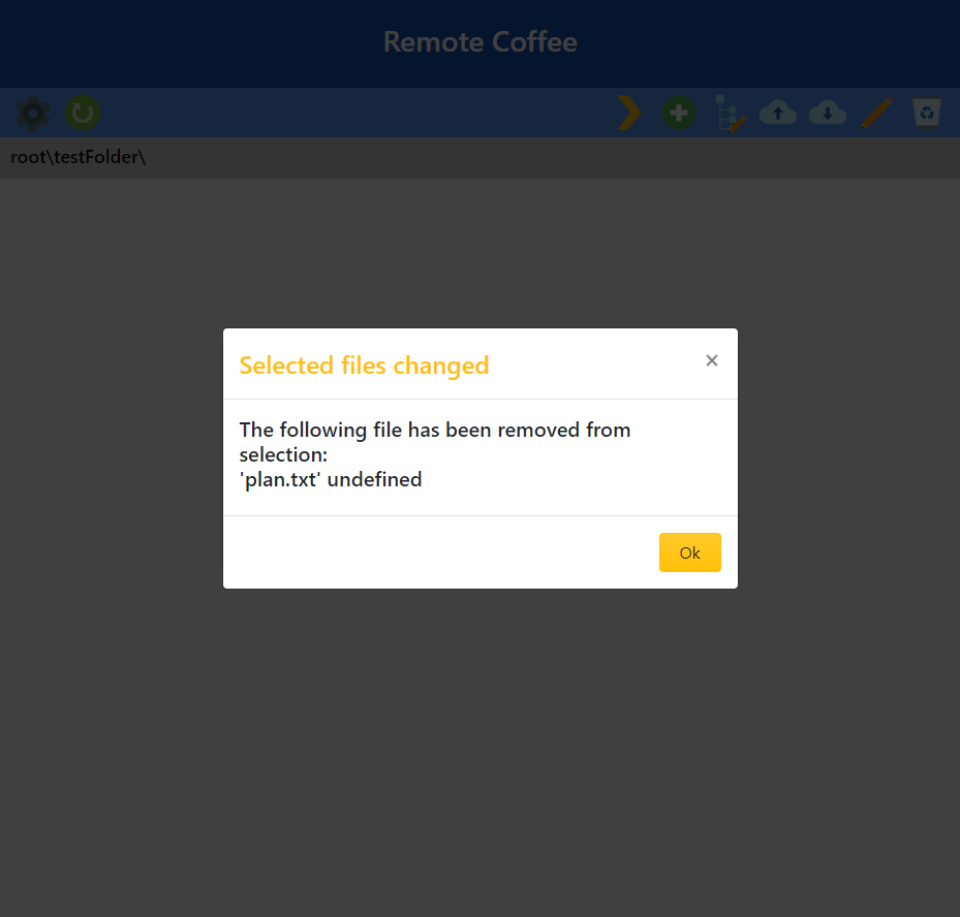 Remote Coffee
root\testFolder\
Selected files changed
×
The following file has been removed from
selection:
'plan.txt' undefined
Ok